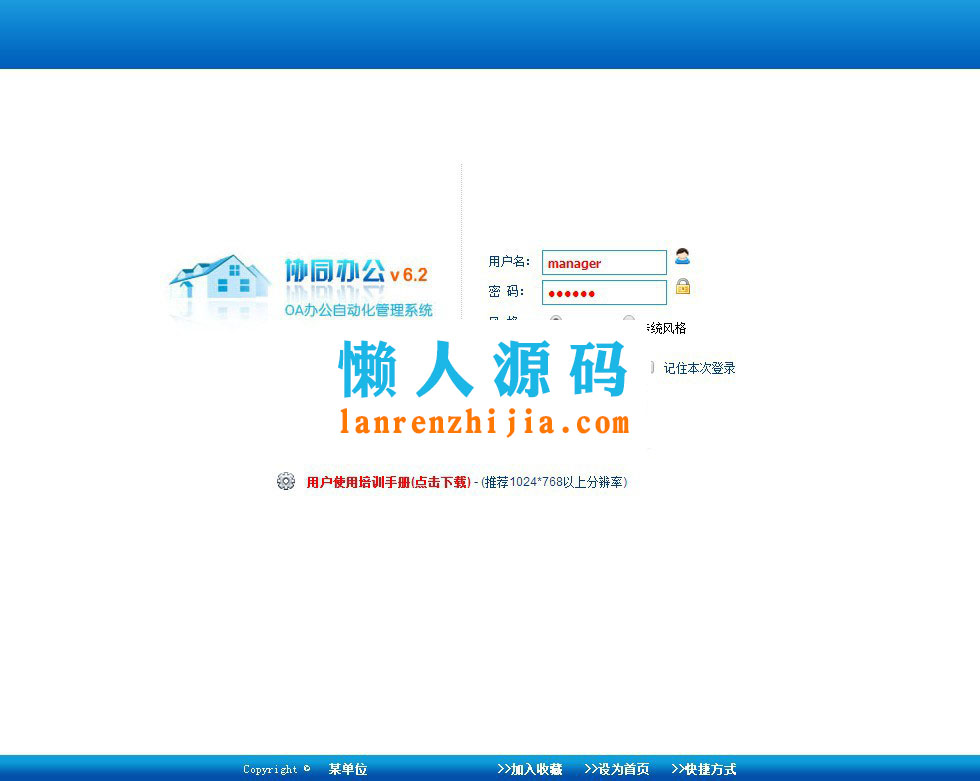 协同办公 v 6.2
OA办公自动化管理系统
用户名: manager
密 码: ●●●●●●
统风格
懒人源码
lanrenzhijia.com
记住本次登录
用户使用培训手册(点击下载) - (推荐1024*768以上分辨率)
Copyright © 某单位 >>加入收藏 >>设为首页 >>快捷方式